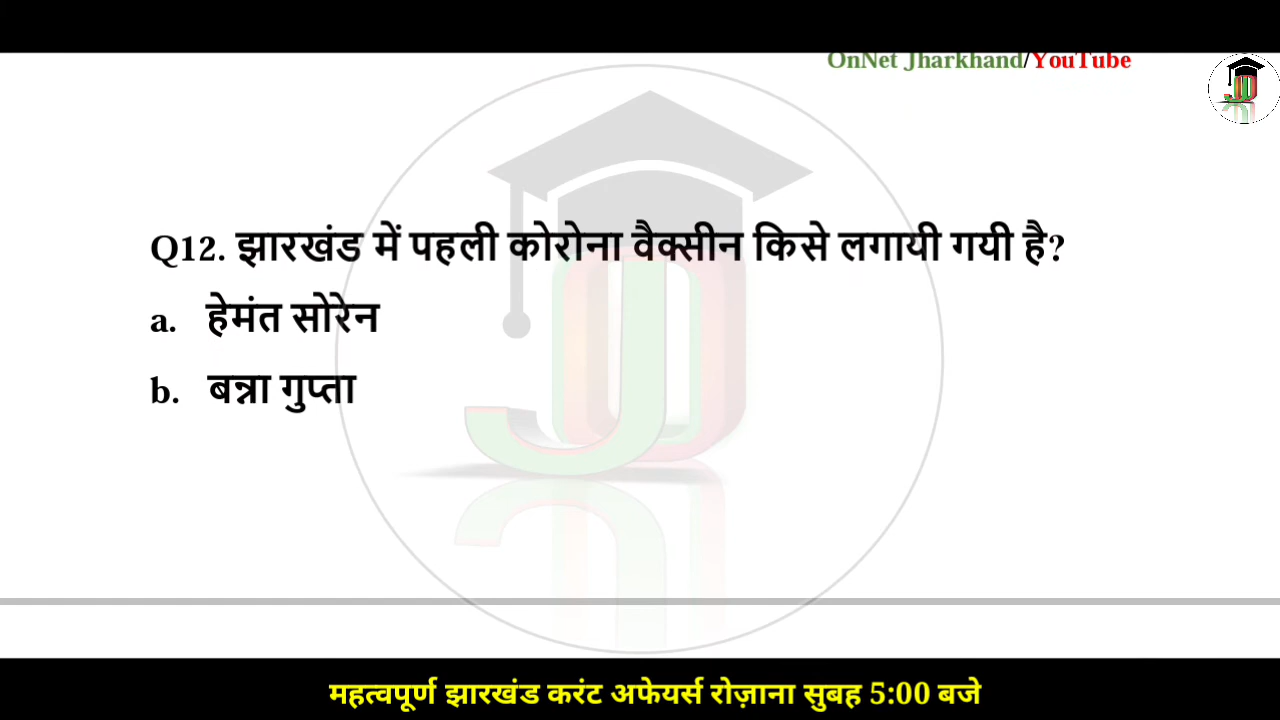 OnNet Jharkhand/YouTube
Q12. झारखंड में पहली कोरोना वैक्सीन किसे लगायी गयी है?
a. हेमंत सोरेन
b. बन्ना गुप्ता
महत्वपूर्ण झारखंड करंट अफेयर्स रोज़ाना सुबह 5:00 बजे